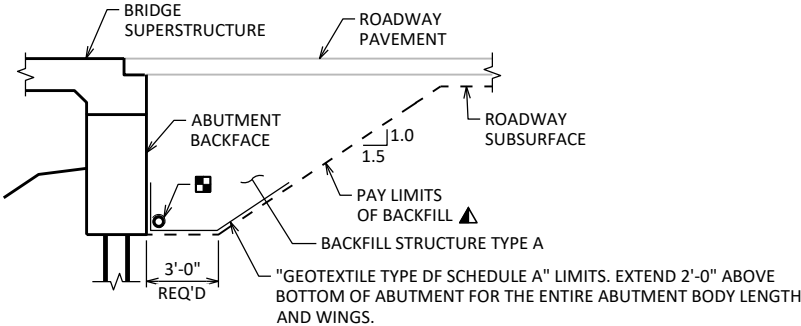 BRIDGE
SUPERSTRUCTURE
ROADWAY
PAVEMENT
ABUTMENT
BACKFACE
1.0
1.5
ROADWAY
SUBSURFACE
PAY LIMITS
OF BACKFILL
BACKFILL STRUCTURE TYPE A
3'-0"
REQ'D
"GEOTEXTILE TYPE DF SCHEDULE A" LIMITS. EXTEND 2'-0" ABOVE
BOTTOM OF ABUTMENT FOR THE ENTIRE ABUTMENT BODY LENGTH
AND WINGS.